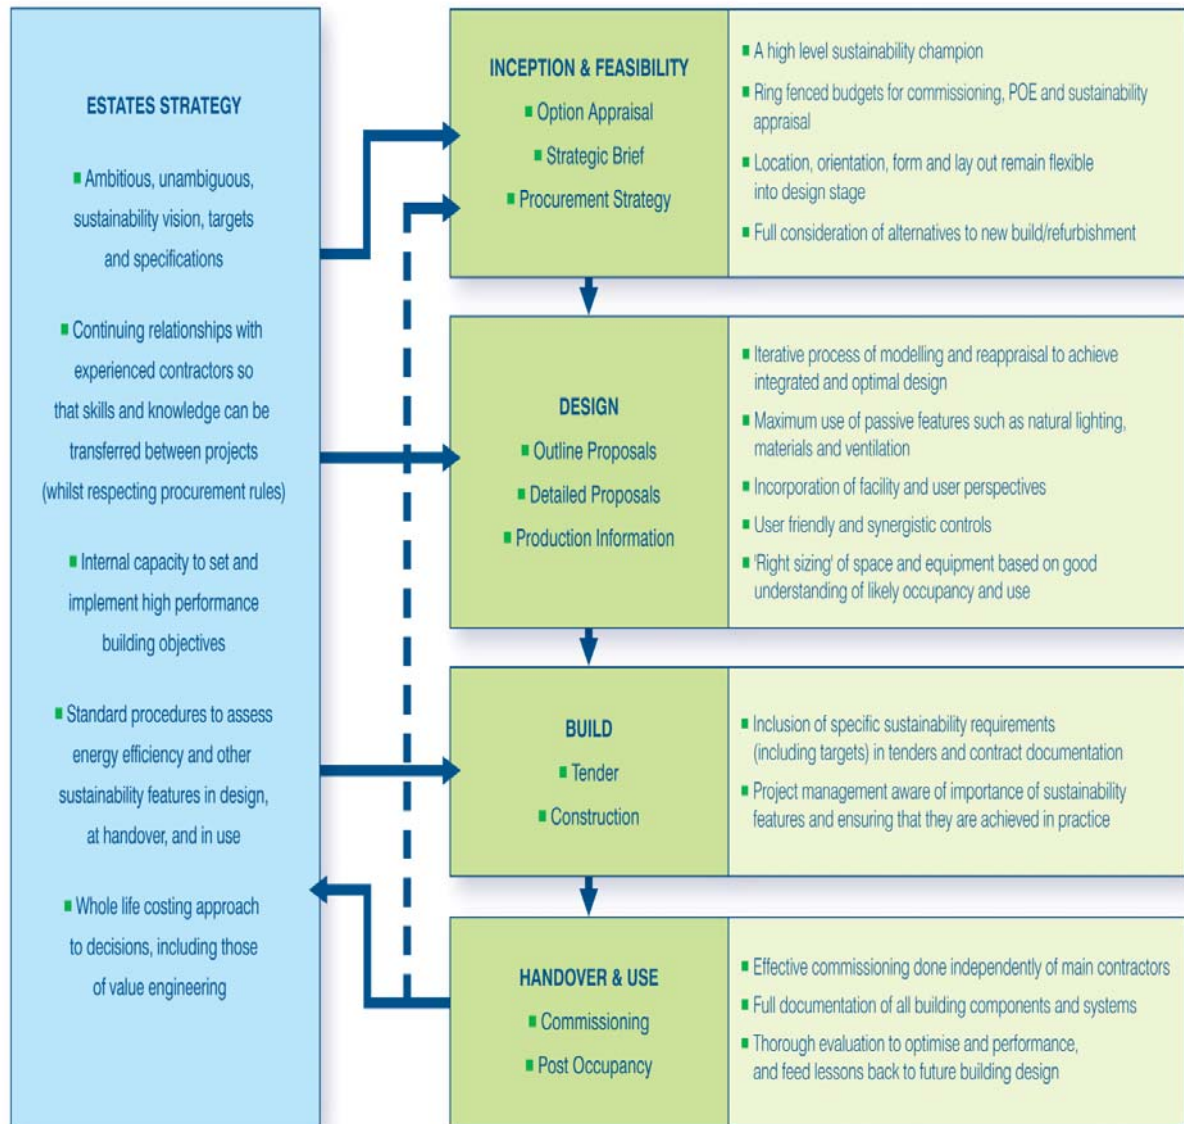 ESTATES STRATEGY
Ambitious, unambiguous,
sustainability vision, targets
and specifications
Continuing relationships with
experienced contractors so
that skills and knowledge can be
transferred between projects
(whilst respecting procurement rules)
Internal capacity to set and
implement high performance
building objectives
Standard procedures to assess
energy efficiency and other
sustainability features in design,
at handover, and in use
Whole life costing approach
to decisions, including those
of value engineering
INCEPTION & FEASIBILITY
Option Appraisal
Strategic Brief
Procurement Strategy
A high level sustainability champion
Ring fenced budgets for commissioning, POE and sustainability
appraisal
Location, orientation, form and lay out remain flexible
into design stage
Full consideration of alternatives to new build/refurbishment
DESIGN
Outline Proposals
Detailed Proposals
Production Information
Iterative process of modelling and reappraisal to achieve
integrated and optimal design
Maximum use of passive features such as natural lighting,
materials and ventilation
Incorporation of facility and user perspectives
User friendly and synergistic controls
'Right sizing' of space and equipment based on good
understanding of likely occupancy and use
BUILD
Tender
Construction
Inclusion of specific sustainability requirements
(including targets) in tenders and contract documentation
Project management aware of importance of sustainability
features and ensuring that they are achieved in practice
HANDOVER & USE
Commissioning
Post Occupancy
Effective commissioning done independently of main contractors
Full documentation of all building components and systems
Thorough evaluation to optimise and performance,
and feed lessons back to future building design